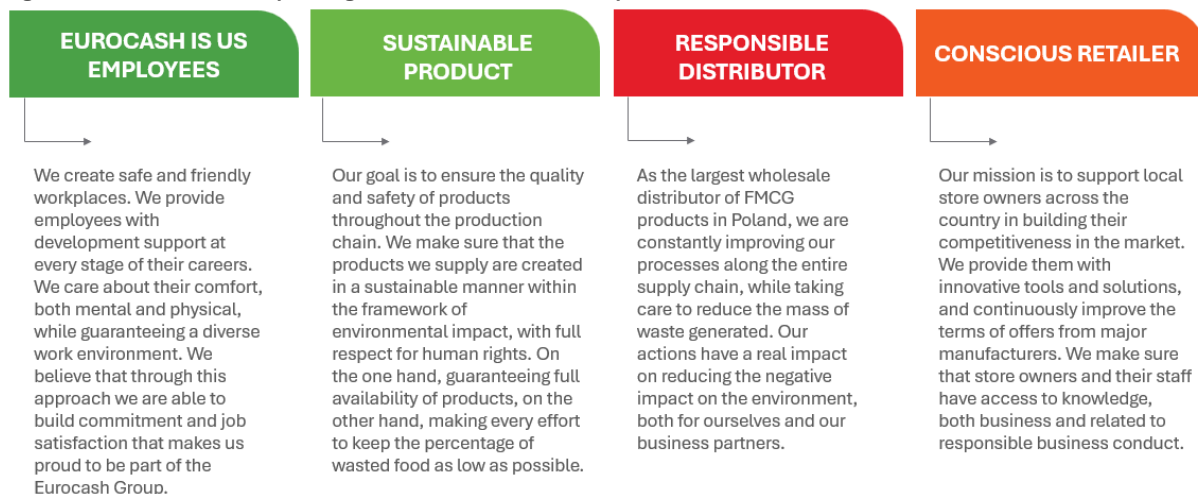 EUROCASH IS US
EMPLOYEES
We create safe and friendly
workplaces. We provide
employees with
development support at
every stage of their careers.
We care about their comfort,
both mental and physical,
while guaranteeing a diverse
work environment. We
believe that through this
approach we are able to
build commitment and job
satisfaction that makes us
proud to be part of the
Eurocash Group.
SUSTAINABLE
PRODUCT
Our goal is to ensure the quality
and safety of products
throughout the production
chain. We make sure that the
products we supply are created
in a sustainable manner within
the framework of
environmental impact, with full
respect for human rights. On
the one hand, guaranteeing full
availability of products, on the
other hand, making every effort
to keep the percentage of
wasted food as low as possible.
RESPONSIBLE
DISTRIBUTOR
As the largest wholesale
distributor of FMCG
products in Poland, we are
constantly improving our
processes along the entire
supply chain, while taking
care to reduce the mass of
waste generated. Our
actions have a real impact
on reducing the negative
impact on the environment,
both for ourselves and our
business partners.
CONSCIOUS RETAILER
Our mission is to support local
store owners across the
country in building their
competitiveness in the market.
We provide them with
innovative tools and solutions,
and continuously improve the
terms of offers from major
manufacturers. We make sure
that store owners and their staff
have access to knowledge,
both business and related to
responsible business conduct.